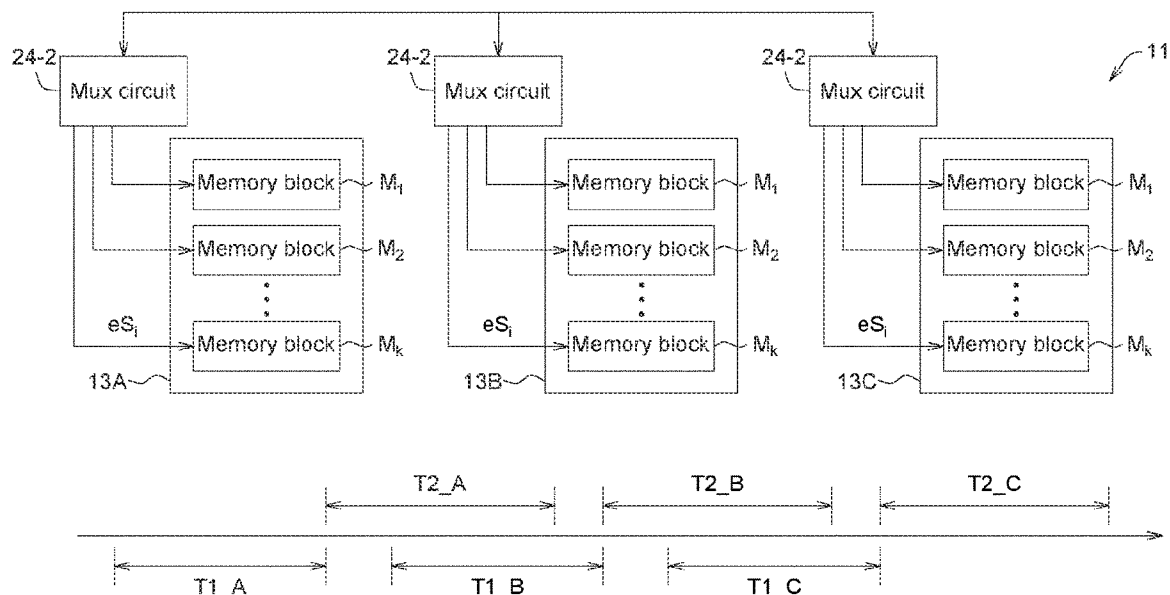 24-2
Mux circuit
24-2
Mux circuit
24-2
Mux circuit
11
Memory block M1
Memory block M1
Memory block M1
Memory block M2
Memory block M2
Memory block M2
eSi
Memory block Mk
eSi
Memory block Mk
eSi
Memory block Mk
13A
13B
13C
T2_A
T2_B
T2_C
T1_A
T1_B
T1_C